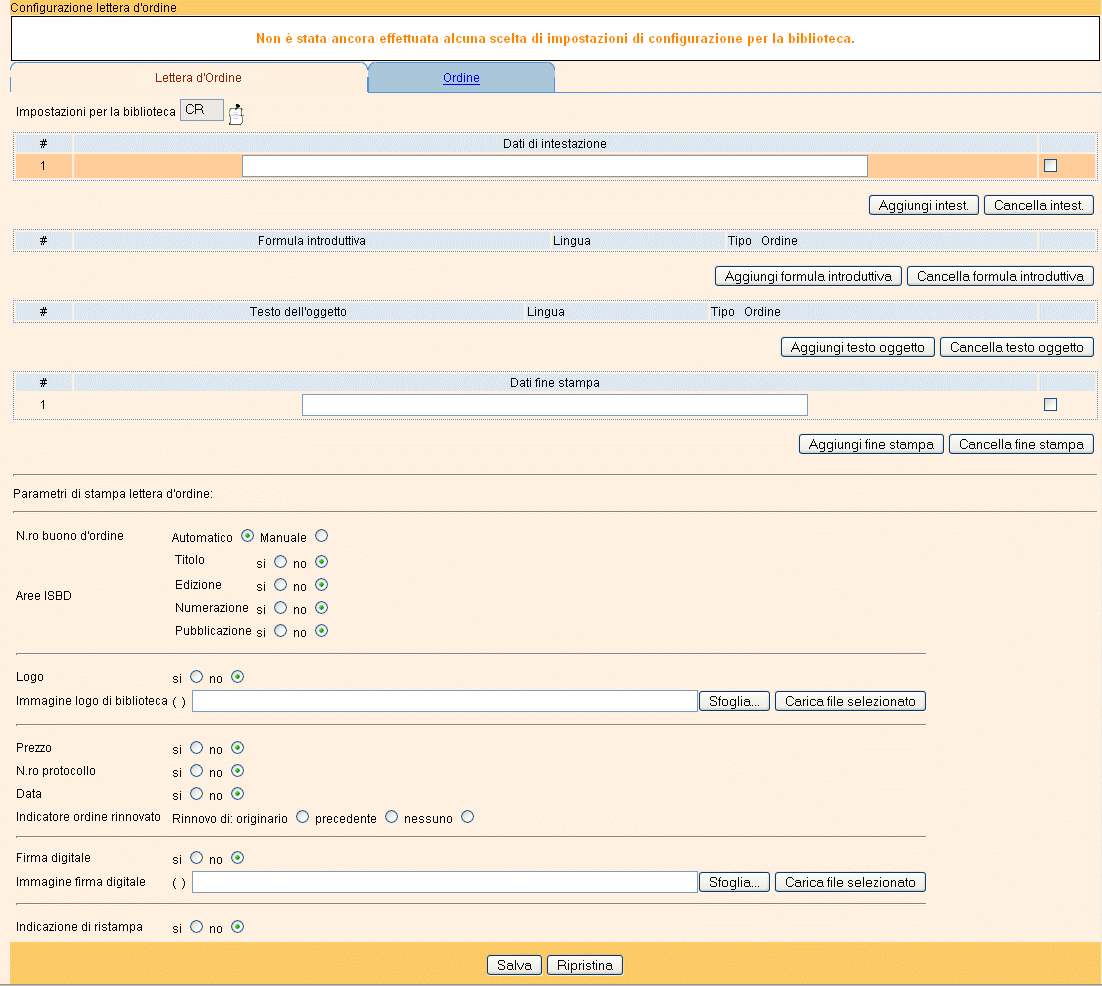 Configurazione lettera d'ordine
Non è stata ancora effettuata alcuna scelta di impostazioni di configurazione per la biblioteca.
Lettera d'Ordine Ordine
Impostazioni per la biblioteca CR
# Dati di intestazione
1
Aggiungi intest. Cancella intest.
# Formula introduttiva Lingua Tipo Ordine
Aggiungi formula introduttiva Cancella formula introduttiva
# Testo dell'oggetto Lingua Tipo Ordine
Aggiungi testo oggetto Cancella testo oggetto
# Dati fine stampa
1
Aggiungi fine stampa Cancella fine stampa
Parametri di stampa lettera d'ordine:
N.ro buono d'ordine Automatico Manuale
Titolo si no
Edizione si no
Aree ISBD
Numerazione si no
Pubblicazione si no
Logo si no
Immagine logo di biblioteca ( ) Sfoglia... Carica file selezionato
Prezzo si no
N.ro protocollo si no
Data si no
Indicatore ordine rinnovato Rinnovo di: originario precedente nessuno
Firma digitale si no
Immagine firma digitale ( ) Sfoglia... Carica file selezionato
Indicazione di ristampa si no
Salva Ripristina